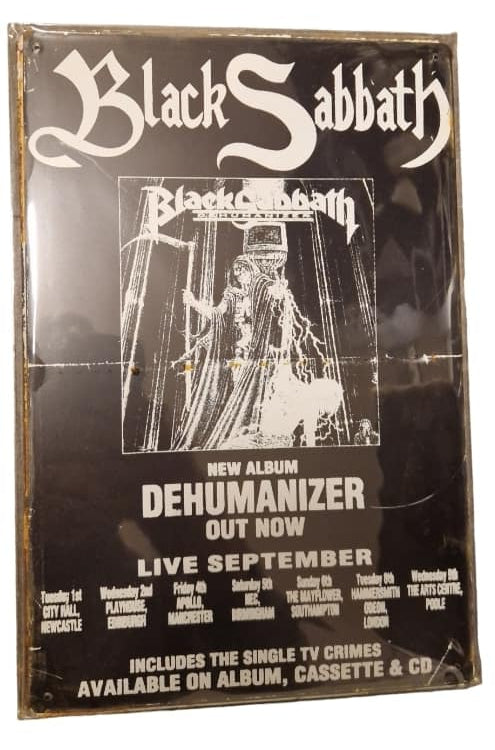 Black Sabbath
Black Sabbath
DEHUMANIZER
NEW ALBUM
DEHUMANIZER
OUT NOW
LIVE SEPTEMBER
Tuesday 1st Wednesday 2nd Friday 4th Saturday 5th Sunday 6th Tuesday 8th Wednesday
CITY HALL, PLAYHOUSE, APOLLO, NEC, THE MAYFLOWER, HAMMERSMITH THE ARTS CENTRE,
NEWCASTLE EDINBURGH MANCHESTER BIRMINGHAM SOUTHAMPTON ODEON, POOLE
LONDON
INCLUDES THE SINGLE TV CRIMES
AVAILABLE ON ALBUM, CASSETTE & CD